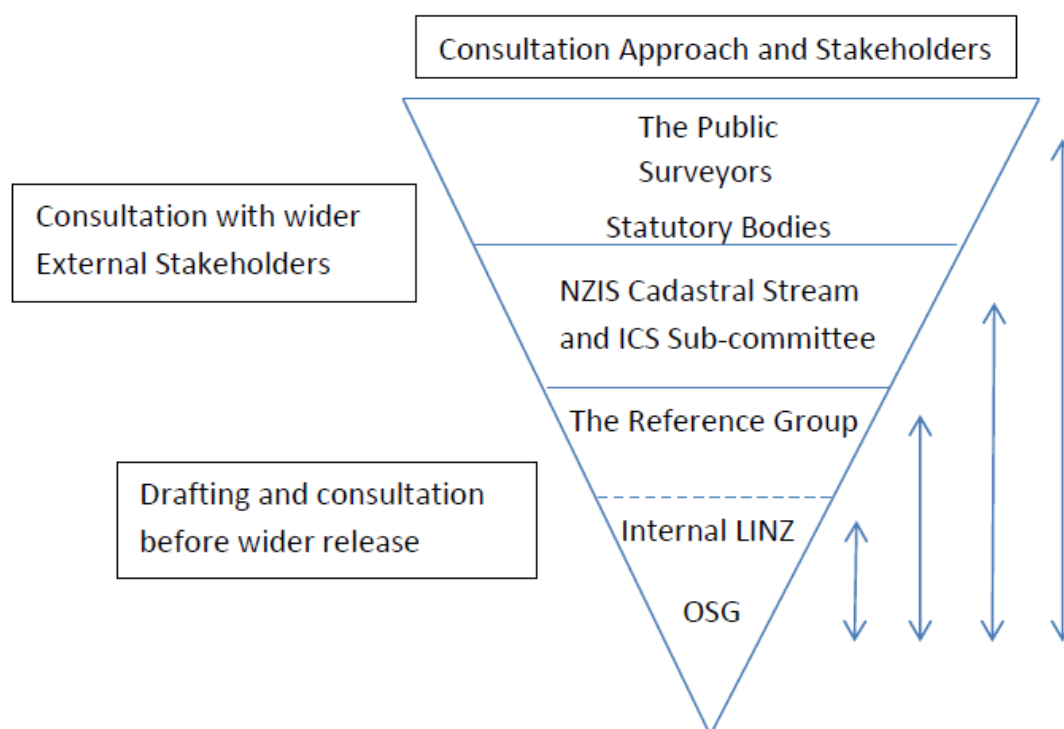 Consultation Approach and Stakeholders
The Public
Surveyors
Statutory Bodies
Consultation with wider
External Stakeholders
NZIS Cadastral Stream
and ICS Sub-committee
The Reference Group
Drafting and consultation
before wider release
Internal LINZ
OSG